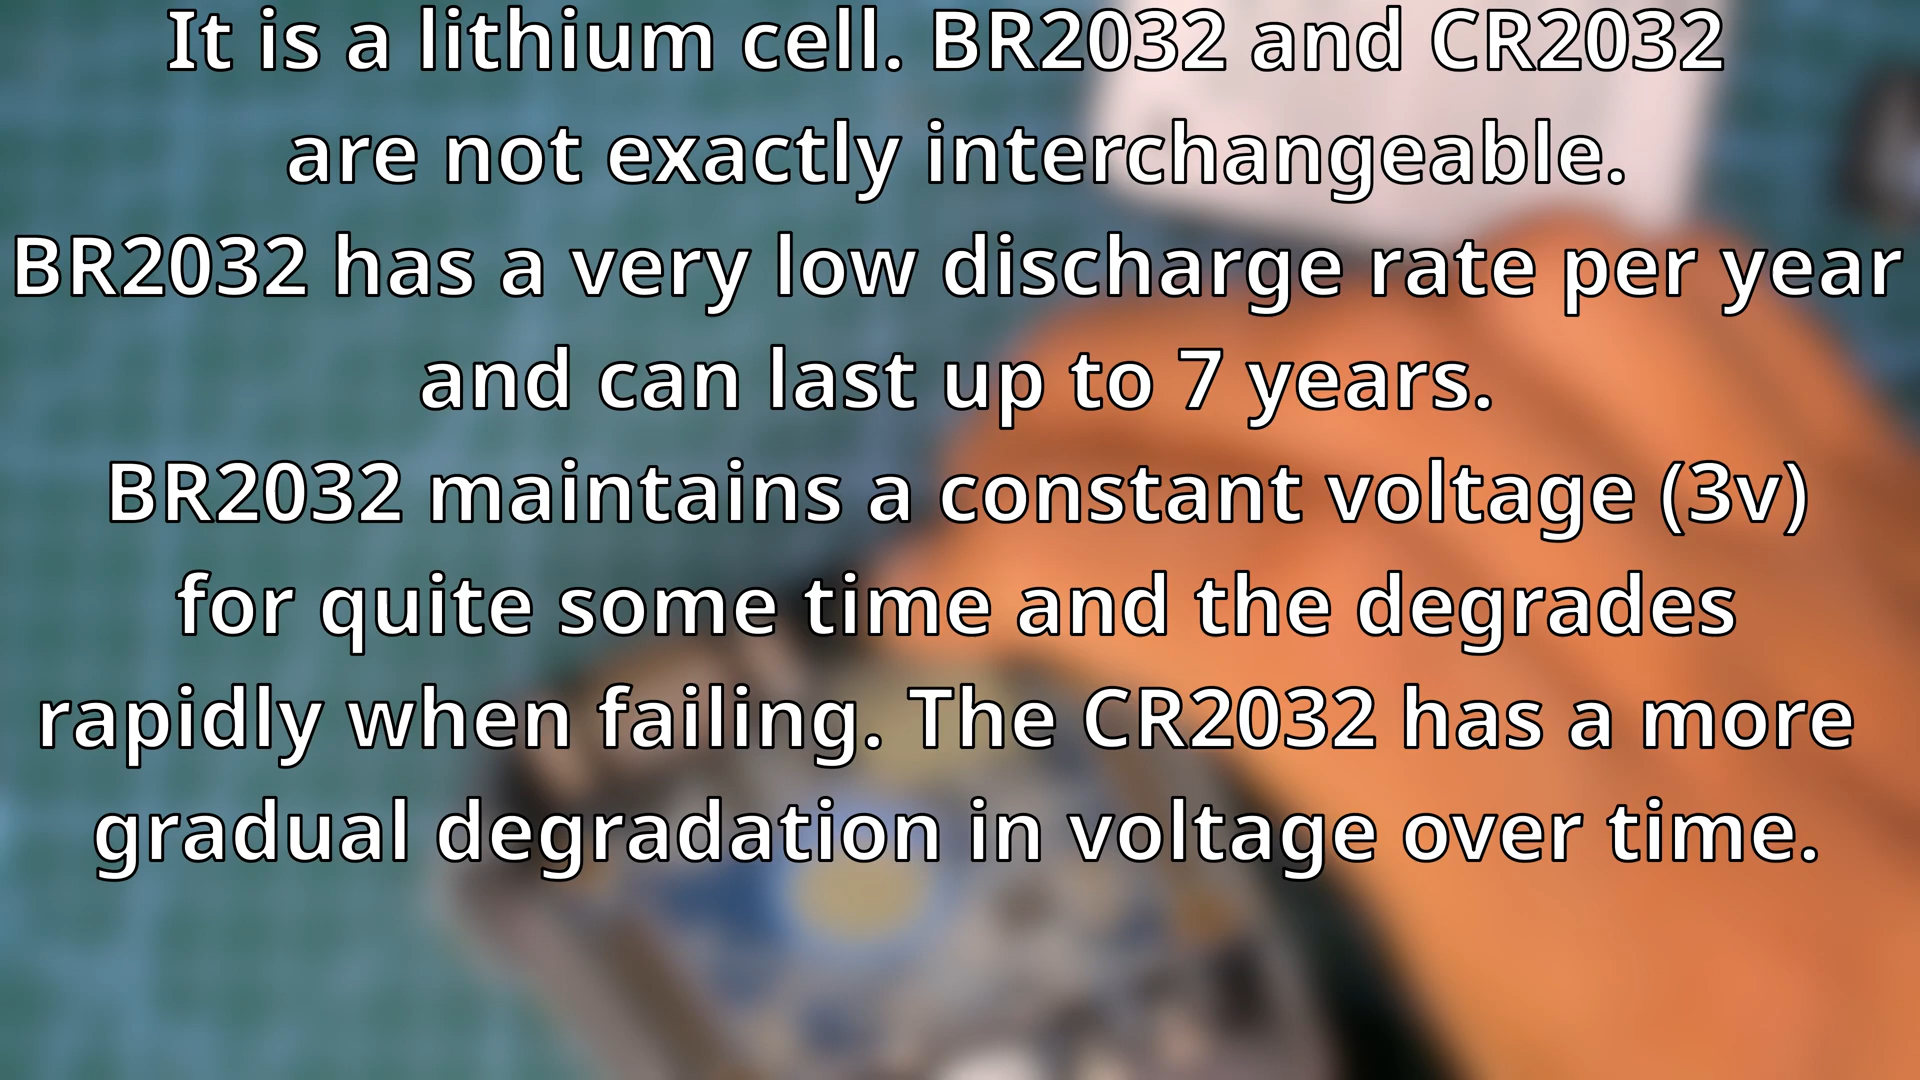 It is a lithium cell. BR2032 and CR2032
are not exactly interchangeable.
BR2032 has a very low discharge rate per year
and can last up to 7 years.
BR2032 maintains a constant voltage (3v)
for quite some time and the degrades
rapidly when failing. The CR2032 has a more
gradual degradation in voltage over time.